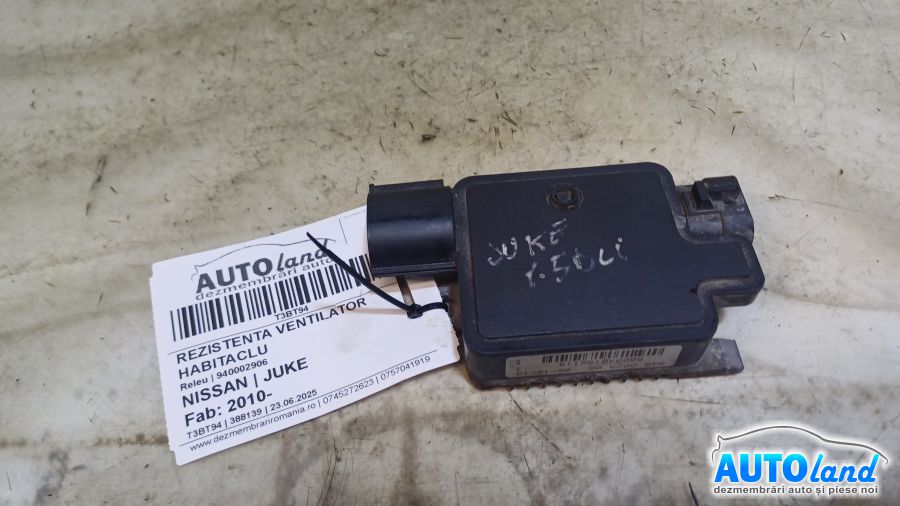 AUTOland
dezmembrări auto
T3BT94
REZISTENTA VENTILATOR
HABITACLU
Releu | 940002906
NISSAN | JUKE
Fab: 2010-
T3BT94 | 388139 | 23.06.2025
www.dezmembrariromania.ro | 0745272623 | 0757041919
JUKE
1.5DCi
AUTOland
dezmembrări auto și piese noi